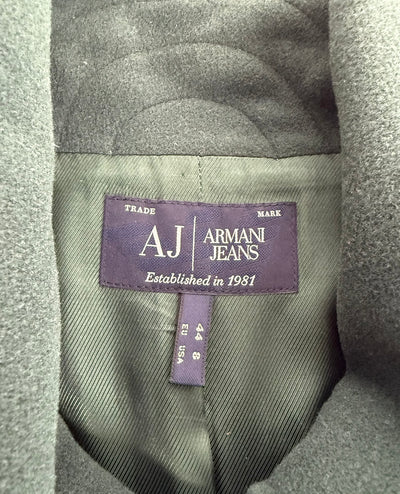 TRADE MARK
AJ ARMANI
JEANS
Established in 1981
44 8
EU USA